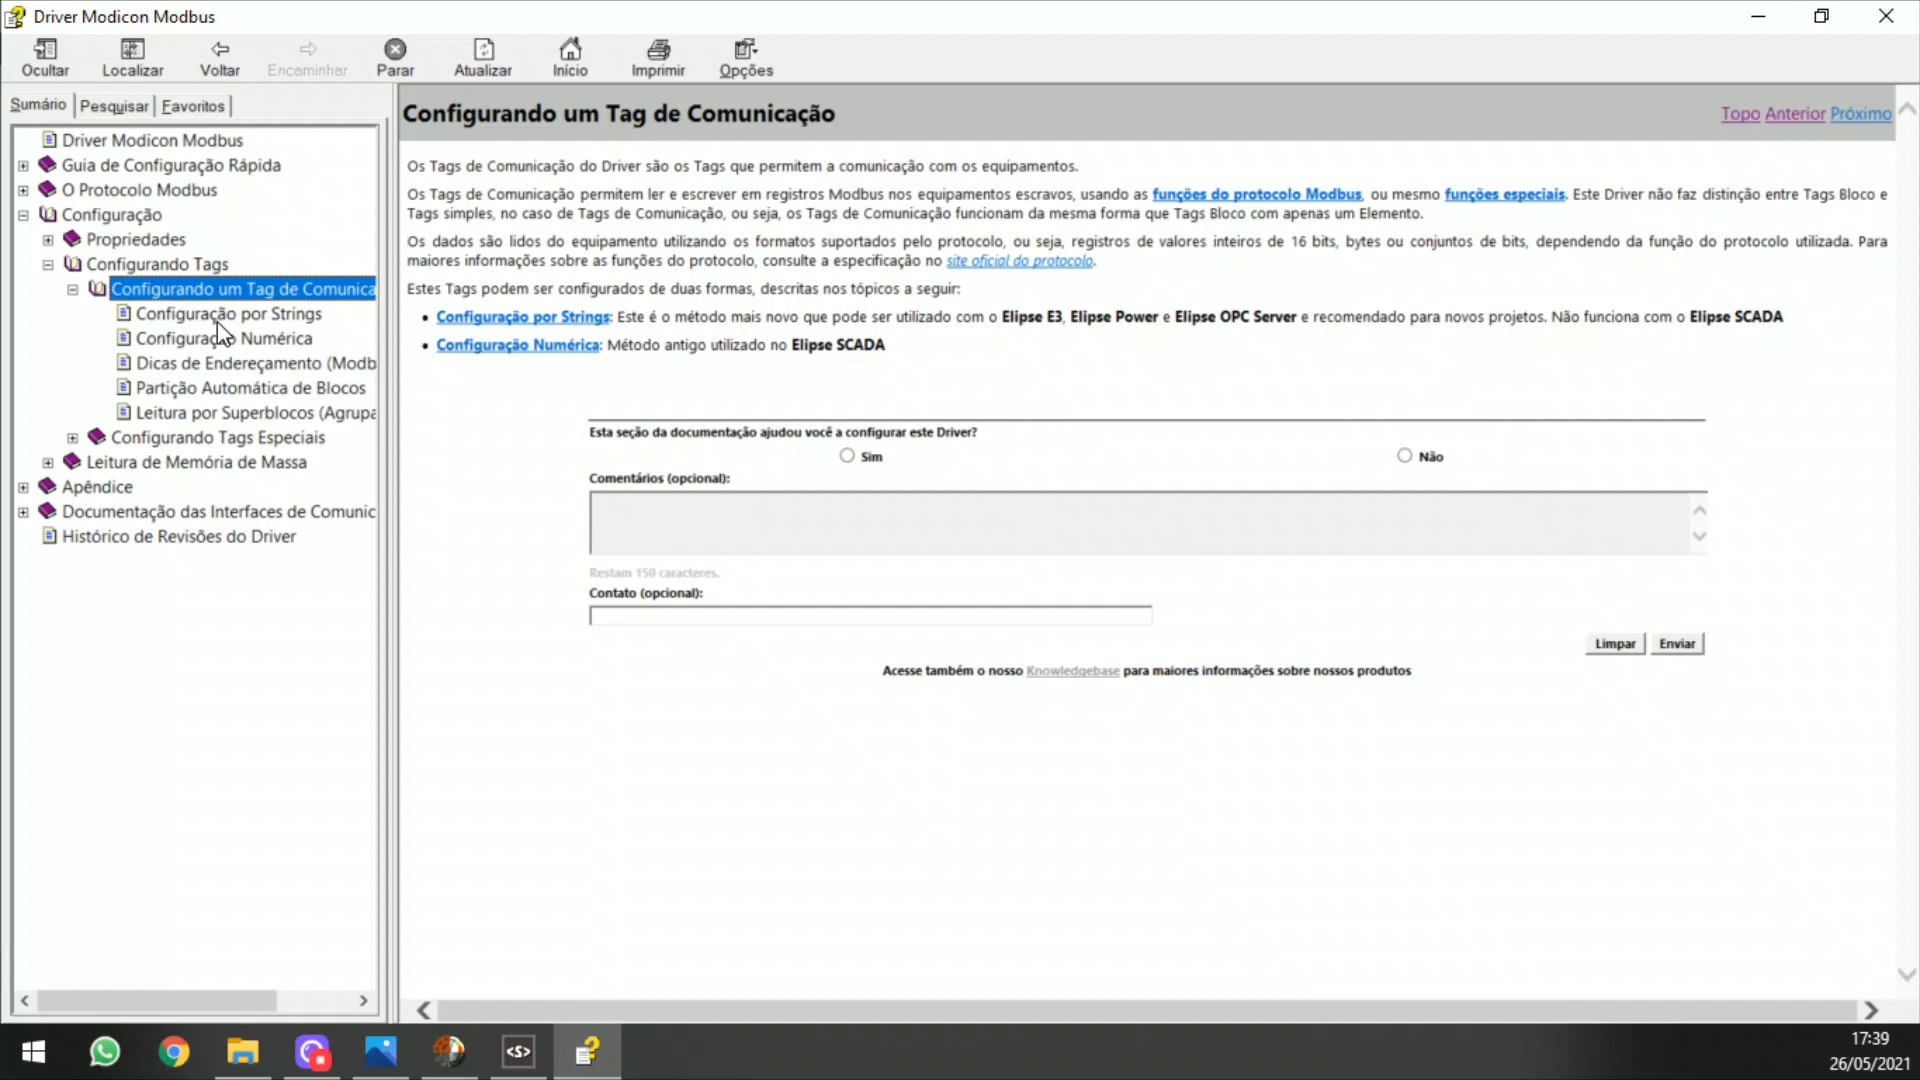 Driver Modicon Modbus
Ocultar Localizar Voltar Encaminhar Parar Atualizar Início Imprimir Opções
Sumário Pesquisar Favoritos
Driver Modicon Modbus
Guia de Configuração Rápida
O Protocolo Modbus
Configuração
Propriedades
Configurando Tags
Configurando um Tag de Comunica
Configuração por Strings
Configuração Numérica
Dicas de Endereçamento (Modb
Partição Automática de Blocos
Leitura por Superblocos (Agrupa
Configurando Tags Especiais
Leitura de Memória de Massa
Apêndice
Documentação das Interfaces de Comunic
Histórico de Revisões do Driver
Configurando um Tag de Comunicação
Topo Anterior Próximo
Os Tags de Comunicação do Driver são os Tags que permitem a comunicação com os equipamentos.
Os Tags de Comunicação permitem ler e escrever em registros Modbus nos equipamentos escravos, usando as funções do protocolo Modbus, ou mesmo funções especiais. Este Driver não faz distinção entre Tags Bloco e
Tags simples, no caso de Tags de Comunicação, ou seja, os Tags de Comunicação funcionam da mesma forma que Tags Bloco com apenas um Elemento.
Os dados são lidos do equipamento utilizando os formatos suportados pelo protocolo, ou seja, registros de valores inteiros de 16 bits, bytes ou conjuntos de bits, dependendo da função do protocolo utilizada. Para
maiores informações sobre as funções do protocolo, consulte a especificação no site oficial do protocolo.
Estes Tags podem ser configurados de duas formas, descritas nos tópicos a seguir:
• Configuração por Strings: Este é o método mais novo que pode ser utilizado com o Elipse E3, Elipse Power e Elipse OPC Server e recomendado para novos projetos. Não funciona com o Elipse SCADA
• Configuração Numérica: Método antigo utilizado no Elipse SCADA
Esta seção da documentação ajudou você a configurar este Driver?
Sim Não
Comentários (opcional):
Restam 150 caracteres.
Contato (opcional):
Limpar Enviar
Acesse também o nosso Knowledgebase para maiores informações sobre nossos produtos
17:39
26/05/2021